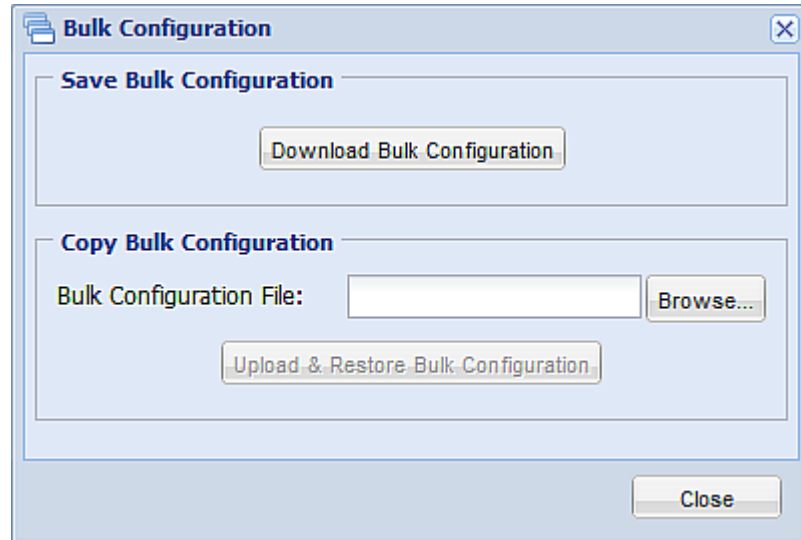 Bulk Configuration
Save Bulk Configuration
Download Bulk Configuration
Copy Bulk Configuration
Bulk Configuration File: Browse...
Upload & Restore Bulk Configuration
Close